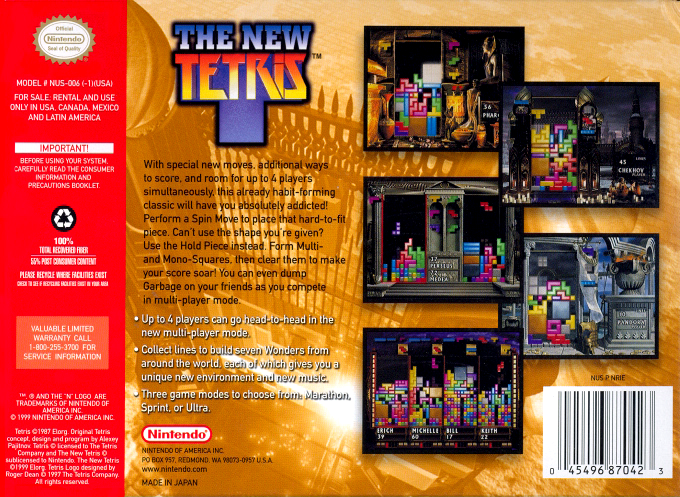 Official
Nintendo
Seal of Quality
MODEL # NUS-006 (-1)(USA)
FOR SALE, RENTAL AND USE
ONLY IN USA, CANADA, MEXICO
AND LATIN AMERICA
IMPORTANT!
BEFORE USING YOUR SYSTEM,
CAREFULLY READ THE CONSUMER
INFORMATION AND
PRECAUTIONS BOOKLET.
100%
TOTAL RECOVERED FIBER
55% POST CONSUMER CONTENT
PLEASE RECYCLE WHERE FACILITIES EXIST
CHECK TO SEE IF RECYCLING FACILITIES EXIST IN YOUR AREA
VALUABLE LIMITED
WARRANTY CALL
1-800-255-3700 FOR
SERVICE INFORMATION
™, ® AND THE "N" LOGO ARE
TRADEMARKS OF NINTENDO OF
AMERICA INC.
© 1999 NINTENDO OF AMERICA INC.
Tetris ©1987 Elorg. Original Tetris
concept, design and program by Alexey
Pajitnov. Tetris © licensed to The Tetris
Company and The New Tetris ©
sublicensed to Nintendo. The New Tetris
©1999 Elorg. Tetris Logo designed by
Roger Dean © 1997 The Tetris Company.
All rights reserved.
THE NEW
TETRIS™
With special new moves, additional ways
to score, and room for up to 4 players
simultaneously, this already habit-forming
classic will have you absolutely addicted!
Perform a Spin Move to place that hard-to-fit
piece. Can't use the shape you're given?
Use the Hold Piece instead. Form Multi-
and Mono-Squares, then clear them to make
your score soar! You can even dump
Garbage on your friends as you compete
in multi-player mode.
• Up to 4 players can go head-to-head in the
new multi-player mode.
• Collect lines to build seven Wonders from
around the world, each of which gives you a
unique new environment and new music.
• Three game modes to choose from: Marathon,
Sprint, or Ultra.
Nintendo®
NINTENDO OF AMERICA INC.
PO BOX 957, REDMOND, WA 98073-0957 U.S.A.
www.nintendo.com
MADE IN JAPAN
36
LINES
45
CHEKHOV
MEDEA
PANDORA
ERICH
39
MICHELLE
60
BILL
17
KEITH
22
NUS P NRIE
0 45496 87042 3